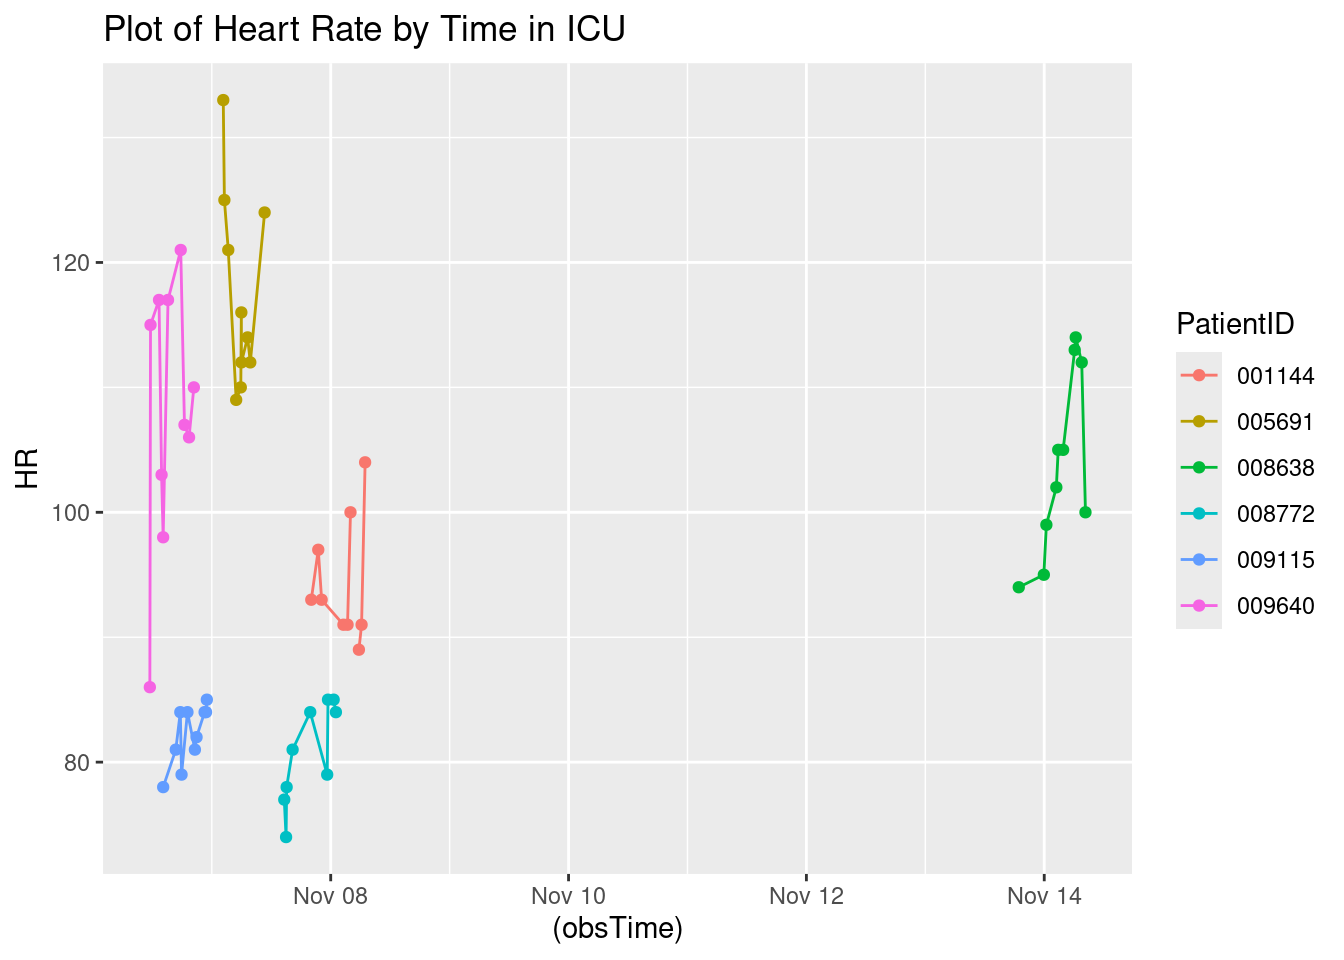 Plot of Heart Rate by Time in ICU
HR
120
100
80
Nov 08
Nov 10
Nov 12
Nov 14
(obsTime)
PatientID
001144
005691
008638
008772
009115
009640